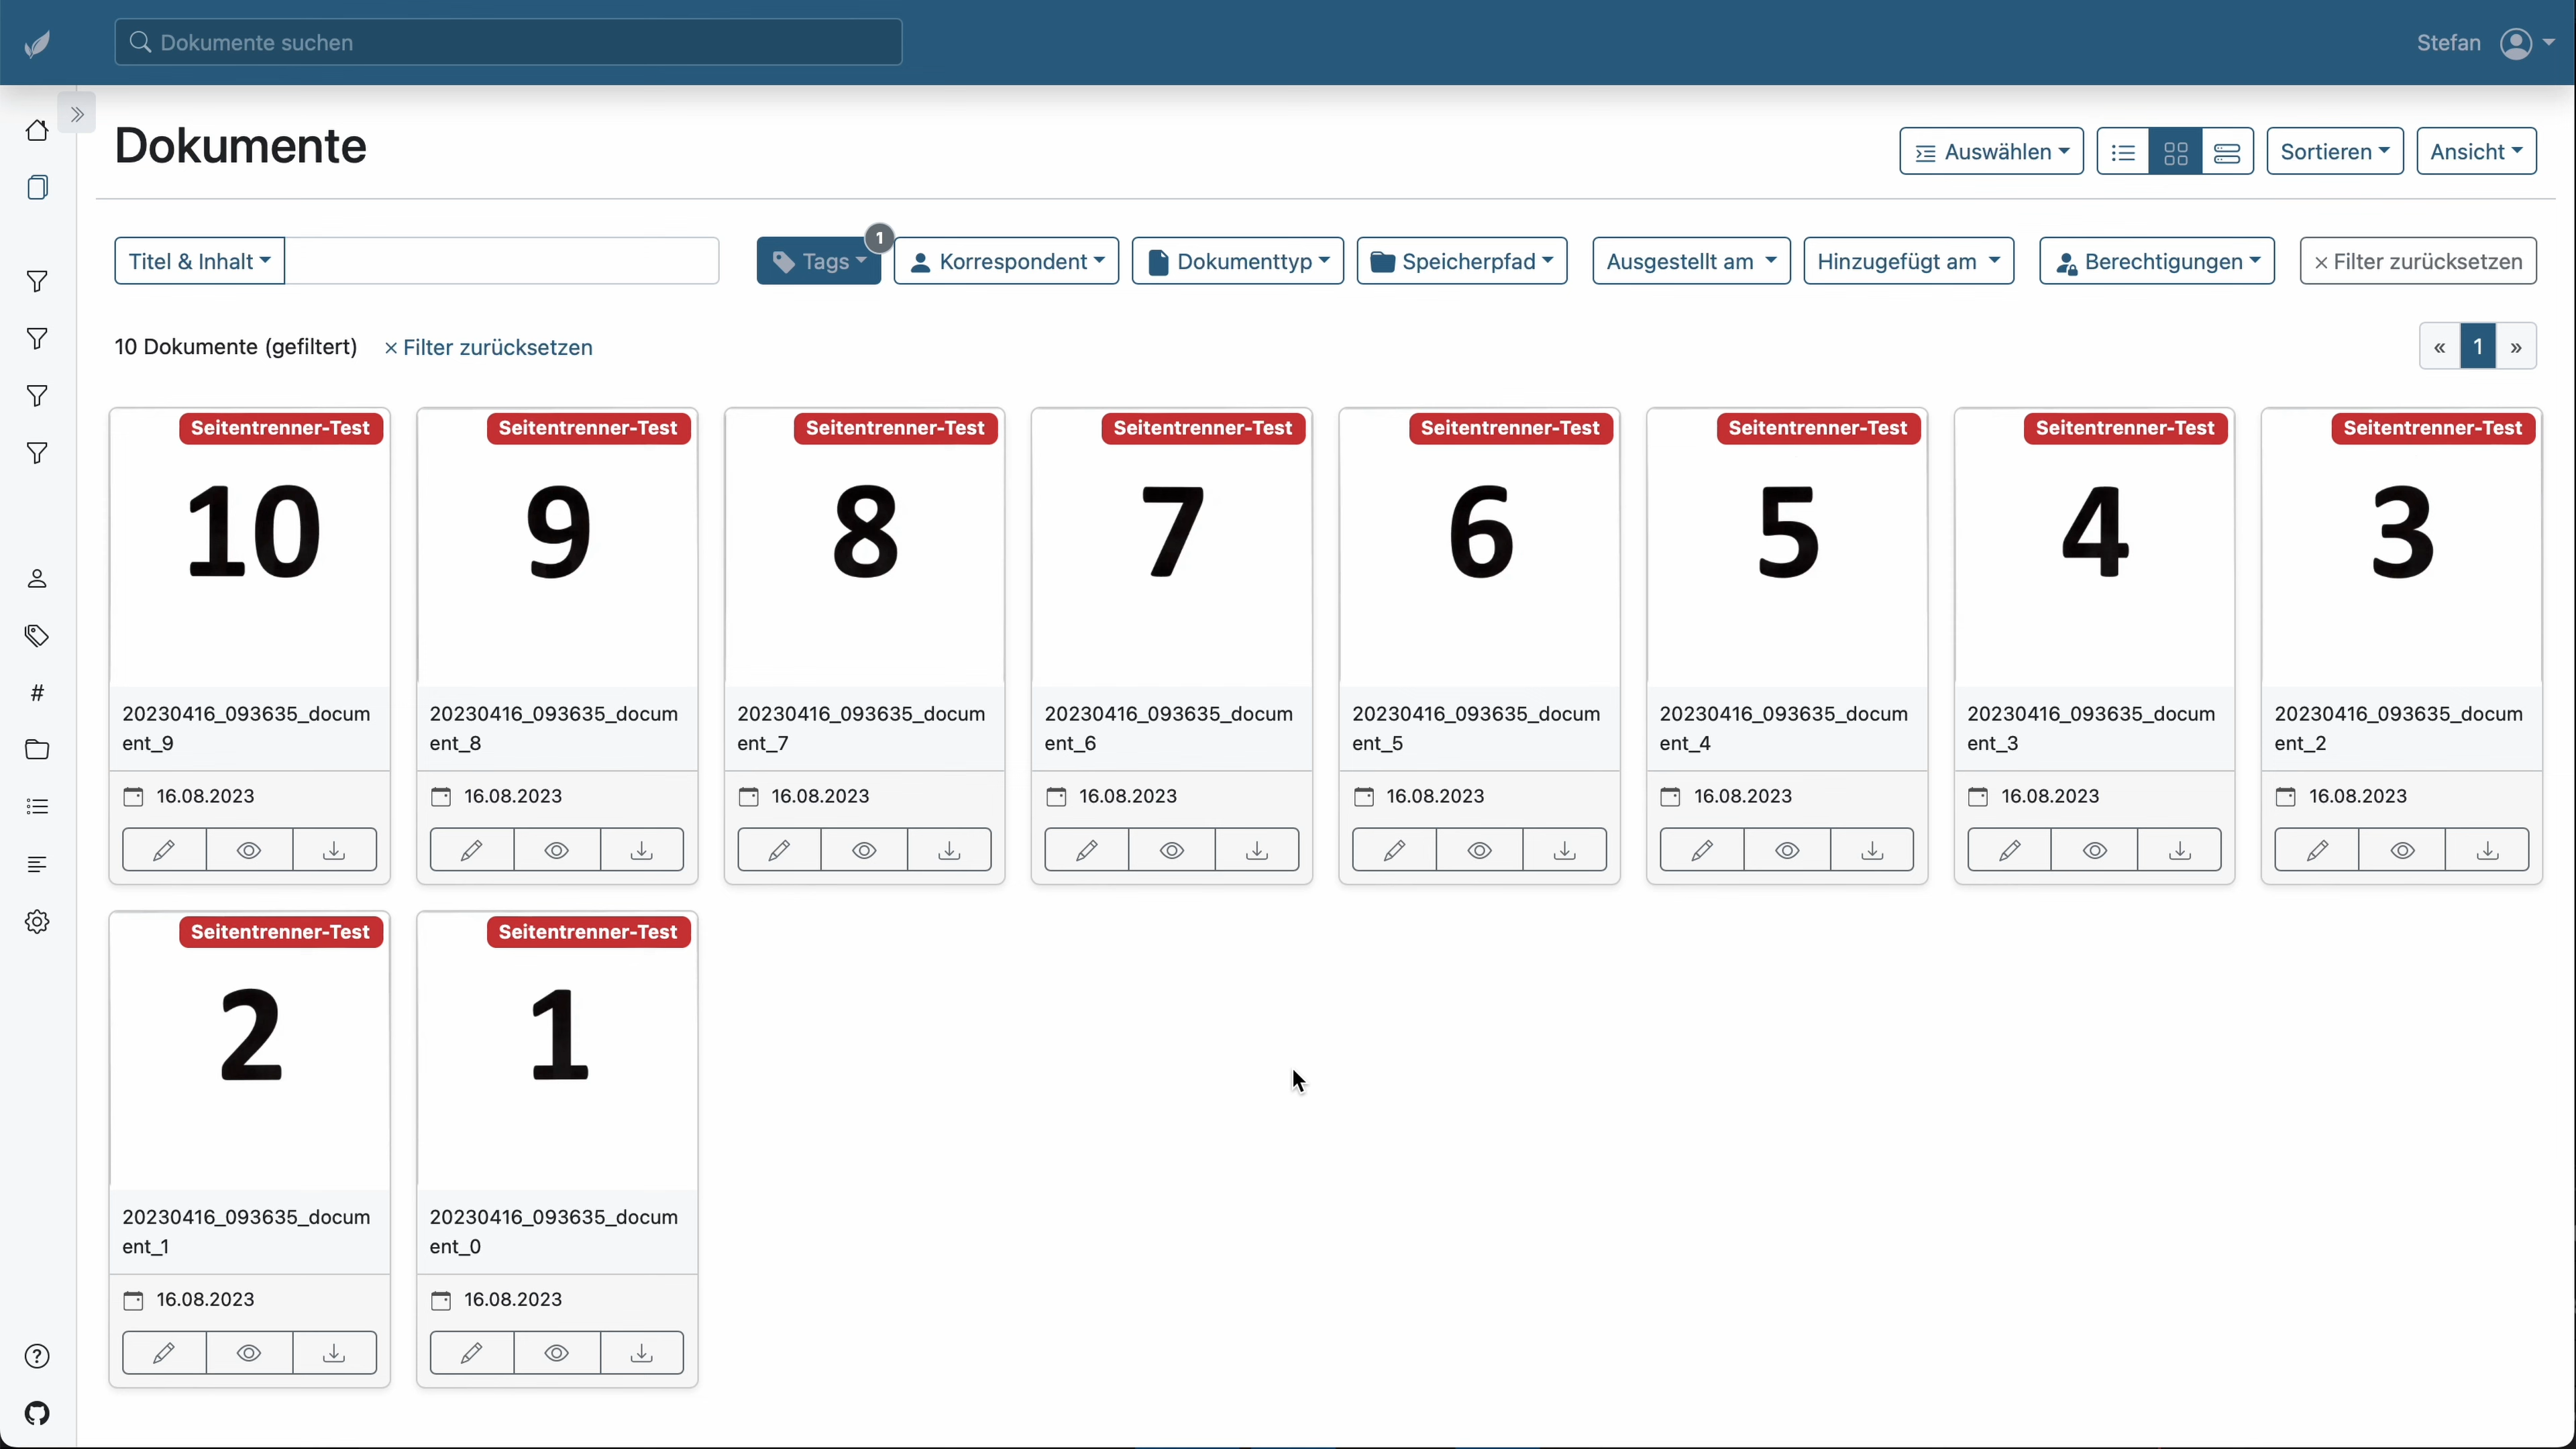 Dokumente suchen
Stefan
Dokumente
Auswählen
Sortieren
Ansicht
Titel & Inhalt
Tags
1
Korrespondent
Dokumenttyp
Speicherpfad
Ausgestellt am
Hinzugefügt am
Berechtigungen
× Filter zurücksetzen
10 Dokumente (gefiltert)
× Filter zurücksetzen
« 1 »
Seitentrenner-Test
10
20230416_093635_docum
ent_9
16.08.2023
Seitentrenner-Test
9
20230416_093635_docum
ent_8
16.08.2023
Seitentrenner-Test
8
20230416_093635_docum
ent_7
16.08.2023
Seitentrenner-Test
7
20230416_093635_docum
ent_6
16.08.2023
Seitentrenner-Test
6
20230416_093635_docum
ent_5
16.08.2023
Seitentrenner-Test
5
20230416_093635_docum
ent_4
16.08.2023
Seitentrenner-Test
4
20230416_093635_docum
ent_3
16.08.2023
Seitentrenner-Test
3
20230416_093635_docum
ent_2
16.08.2023
Seitentrenner-Test
2
20230416_093635_docum
ent_1
16.08.2023
Seitentrenner-Test
1
20230416_093635_docum
ent_0
16.08.2023